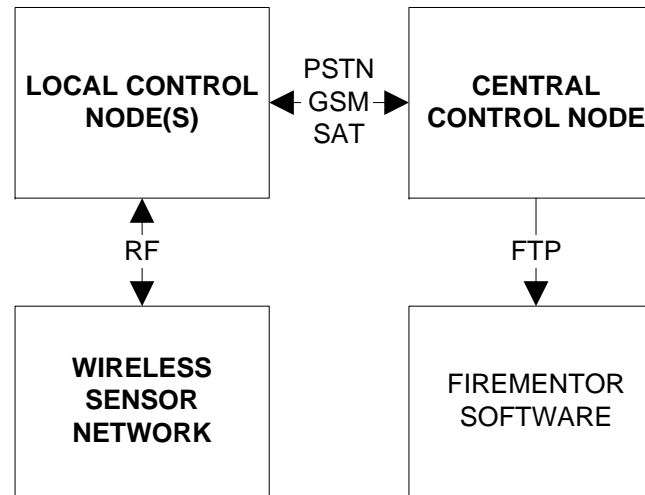 LOCAL CONTROL
NODE(S)
PSTN
GSM
SAT
CENTRAL
CONTROL NODE
RF
FTP
WIRELESS
SENSOR
NETWORK
FIREMENTOR
SOFTWARE